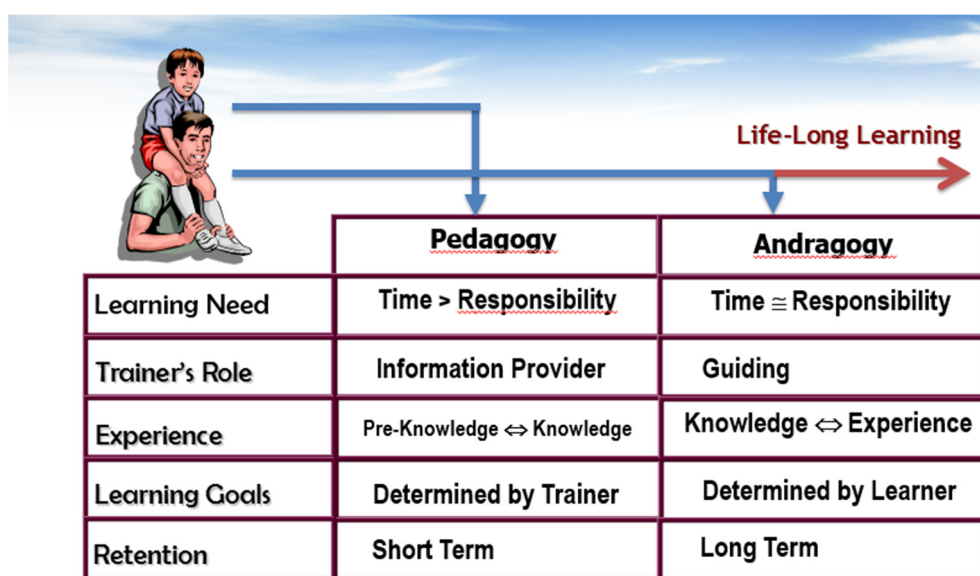 Life-Long Learning
Pedagogy
Andragogy
Learning Need
Time > Responsibility
Time ≅ Responsibility
Trainer's Role
Information Provider
Guiding
Experience
Pre-Knowledge ⇔ Knowledge
Knowledge ⇔ Experience
Learning Goals
Determined by Trainer
Determined by Learner
Retention
Short Term
Long Term